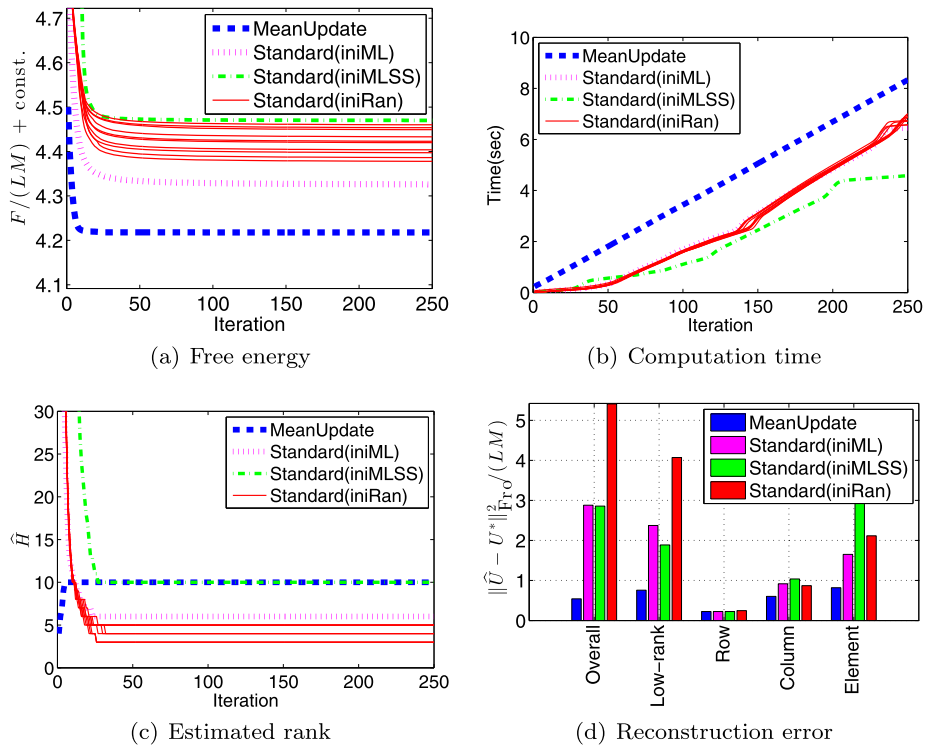 4.7
4.6
4.5
4.4
4.3
4.2
4.1
F/(LM) + const.
0 50 100 150 200 250
Iteration
MeanUpdate
Standard(iniML)
Standard(iniMLSS)
Standard(iniRan)
(a) Free energy
10
8
6
4
2
0
Time(sec)
0 50 100 150 200 250
Iteration
MeanUpdate
Standard(iniML)
Standard(iniMLSS)
Standard(iniRan)
(b) Computation time
30
25
20
15
10
5
0
Ĥ
0 50 100 150 200 250
Iteration
MeanUpdate
Standard(iniML)
Standard(iniMLSS)
Standard(iniRan)
(c) Estimated rank
5
4
3
2
1
0
‖Û − U*‖²Fro/(LM)
Overall
Low−rank
Row
Column
Element
MeanUpdate
Standard(iniML)
Standard(iniMLSS)
Standard(iniRan)
(d) Reconstruction error